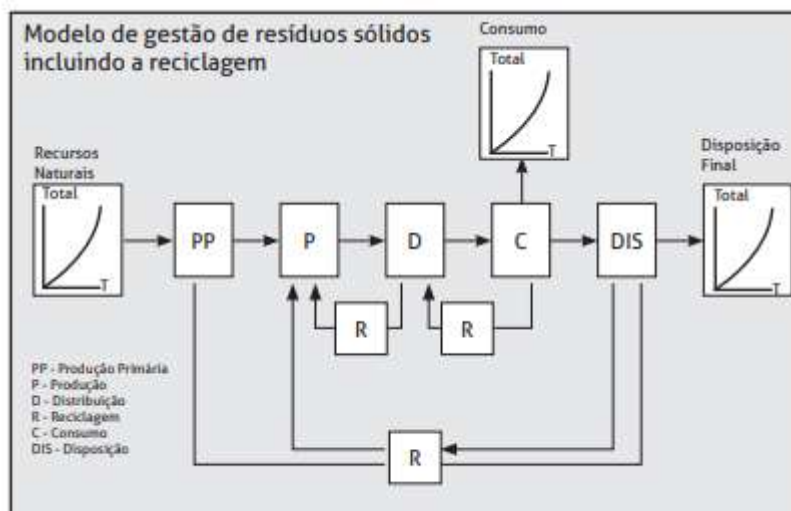 Modelo de gestão de resíduos sólidos
incluindo a reciclagem
Consumo
Total
T
Recursos
Naturais
Total
T
Disposição
Final
Total
T
PP
P
D
C
DIS
R
R
R
PP - Produção Primária
P - Produção
D - Distribuição
R - Reciclagem
C - Consumo
DIS - Disposição